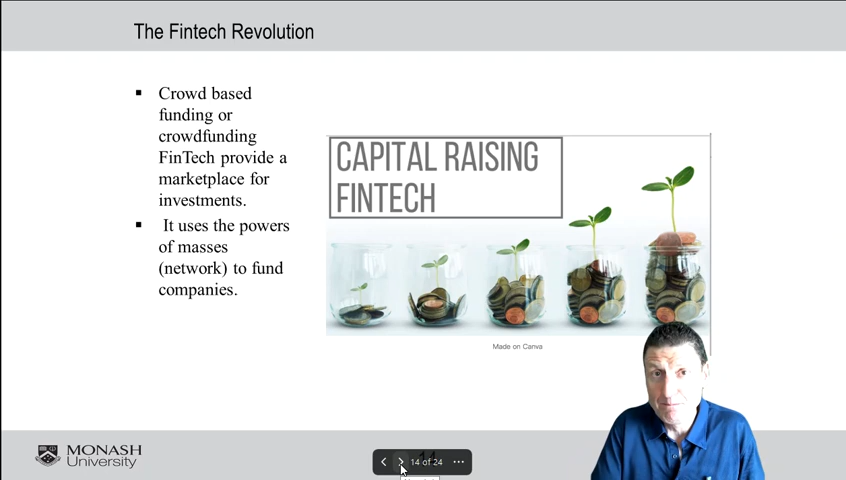 The Fintech Revolution
▪ Crowd based
funding or
crowdfunding
FinTech provide a
marketplace for
investments.
▪ It uses the powers
of masses
(network) to fund
companies.
CAPITAL RAISING
FINTECH
Made on Canva
MONASH
University
14
14 of 24